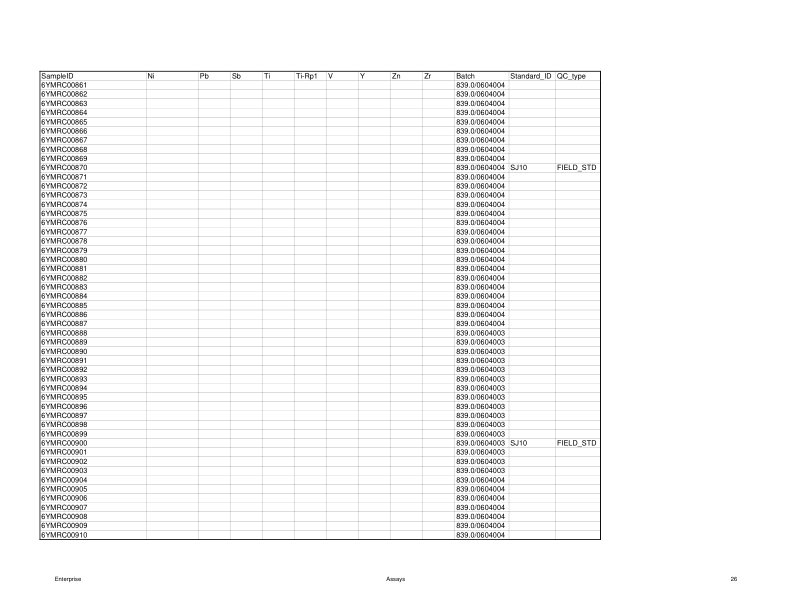 SampleID Ni Pb Sb Ti Ti-Rp1 V Y Zn Zr Batch Standard_ID QC_type
6YMRC00861 839.0/0604004
6YMRC00862 839.0/0604004
6YMRC00863 839.0/0604004
6YMRC00864 839.0/0604004
6YMRC00865 839.0/0604004
6YMRC00866 839.0/0604004
6YMRC00867 839.0/0604004
6YMRC00868 839.0/0604004
6YMRC00869 839.0/0604004
6YMRC00870 839.0/0604004 SJ10 FIELD_STD
6YMRC00871 839.0/0604004
6YMRC00872 839.0/0604004
6YMRC00873 839.0/0604004
6YMRC00874 839.0/0604004
6YMRC00875 839.0/0604004
6YMRC00876 839.0/0604004
6YMRC00877 839.0/0604004
6YMRC00878 839.0/0604004
6YMRC00879 839.0/0604004
6YMRC00880 839.0/0604004
6YMRC00881 839.0/0604004
6YMRC00882 839.0/0604004
6YMRC00883 839.0/0604004
6YMRC00884 839.0/0604004
6YMRC00885 839.0/0604004
6YMRC00886 839.0/0604004
6YMRC00887 839.0/0604004
6YMRC00888 839.0/0604003
6YMRC00889 839.0/0604003
6YMRC00890 839.0/0604003
6YMRC00891 839.0/0604003
6YMRC00892 839.0/0604003
6YMRC00893 839.0/0604003
6YMRC00894 839.0/0604003
6YMRC00895 839.0/0604003
6YMRC00896 839.0/0604003
6YMRC00897 839.0/0604003
6YMRC00898 839.0/0604003
6YMRC00899 839.0/0604003
6YMRC00900 839.0/0604003 SJ10 FIELD_STD
6YMRC00901 839.0/0604003
6YMRC00902 839.0/0604003
6YMRC00903 839.0/0604003
6YMRC00904 839.0/0604004
6YMRC00905 839.0/0604004
6YMRC00906 839.0/0604004
6YMRC00907 839.0/0604004
6YMRC00908 839.0/0604004
6YMRC00909 839.0/0604004
6YMRC00910 839.0/0604004
Enterprise Assays 26